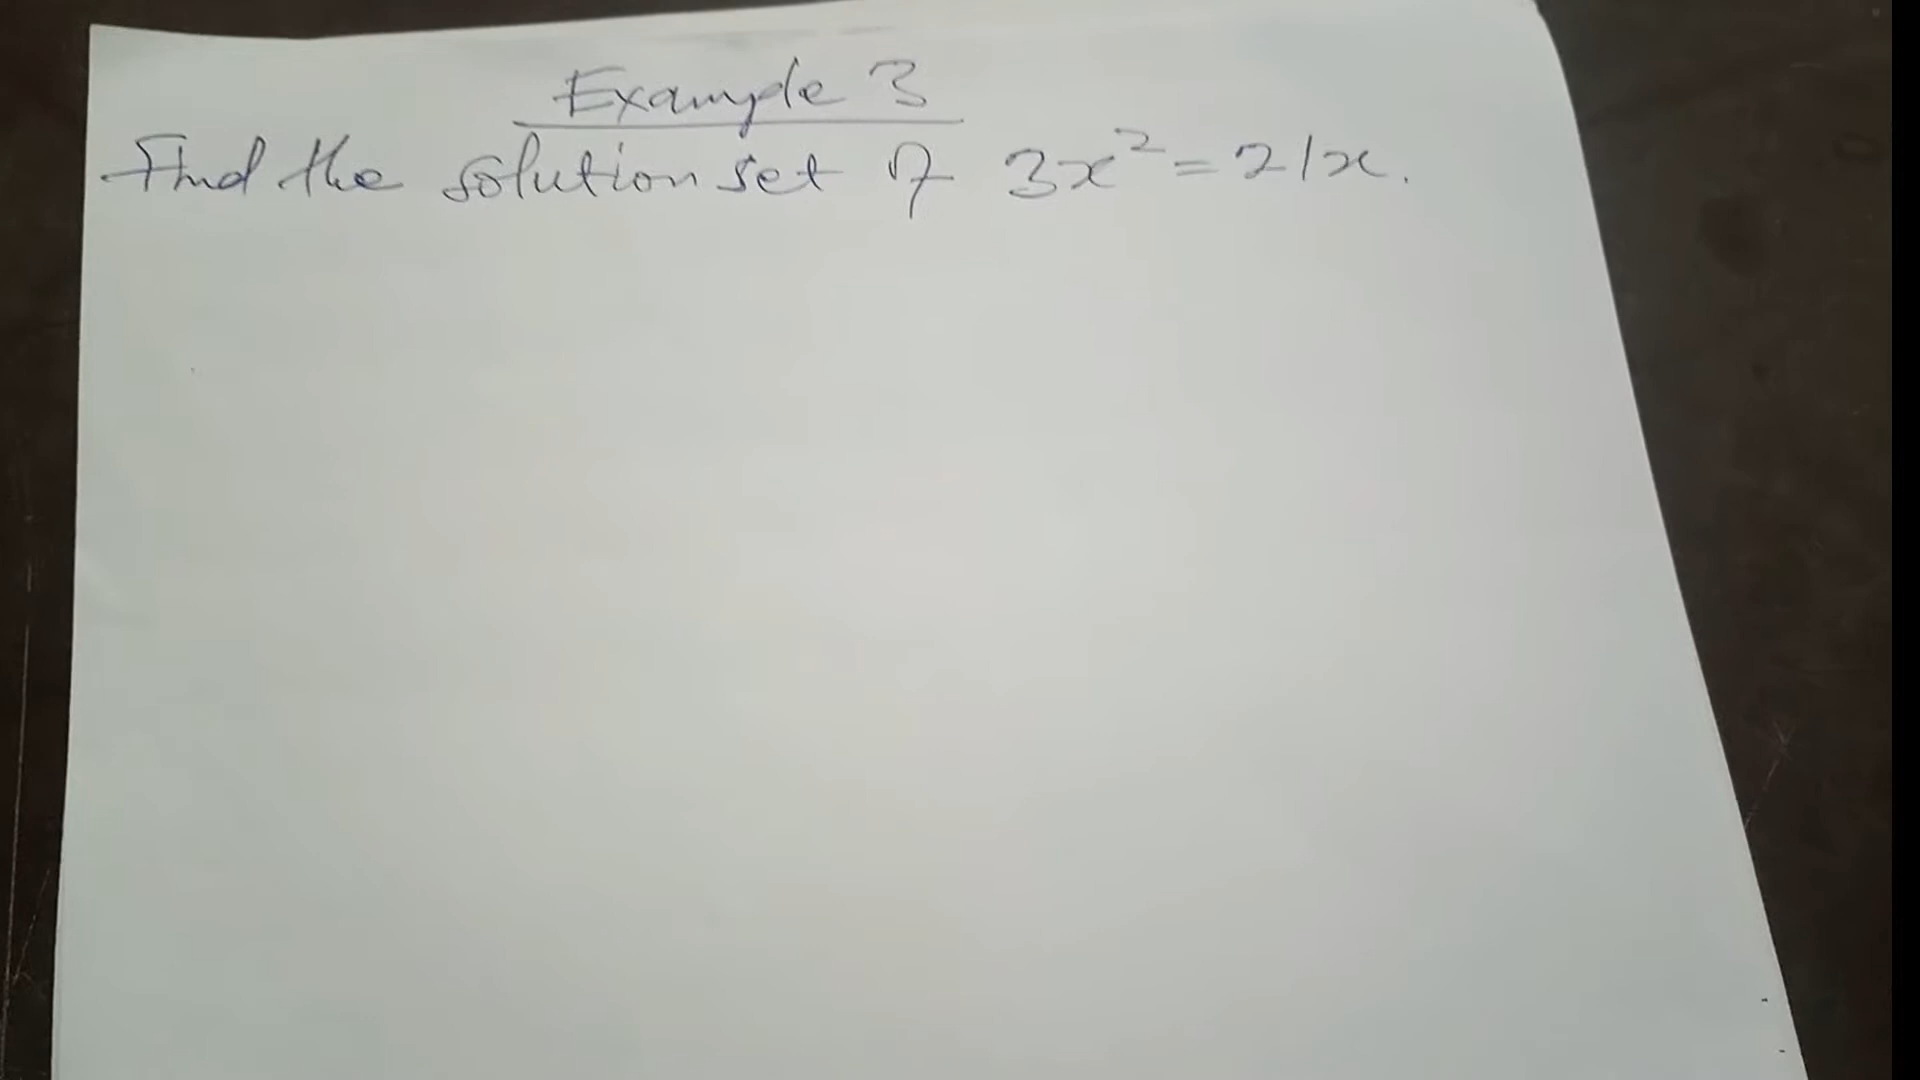 Example 3
Find the solution set of 3x² = 21x.